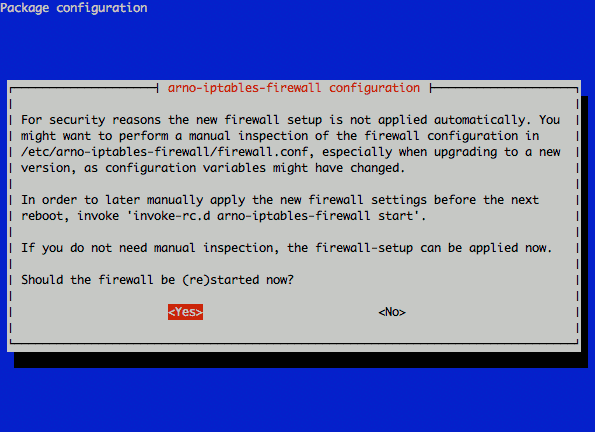 Package configuration
arno-iptables-firewall configuration
For security reasons the new firewall setup is not applied automatically. You
might want to perform a manual inspection of the firewall configuration in
/etc/arno-iptables-firewall/firewall.conf, especially when upgrading to a new
version, as configuration variables might have changed.
In order to later manually apply the new firewall settings before the next
reboot, invoke 'invoke-rc.d arno-iptables-firewall start'.
If you do not need manual inspection, the firewall-setup can be applied now.
Should the firewall be (re)started now?
<Yes> <No>